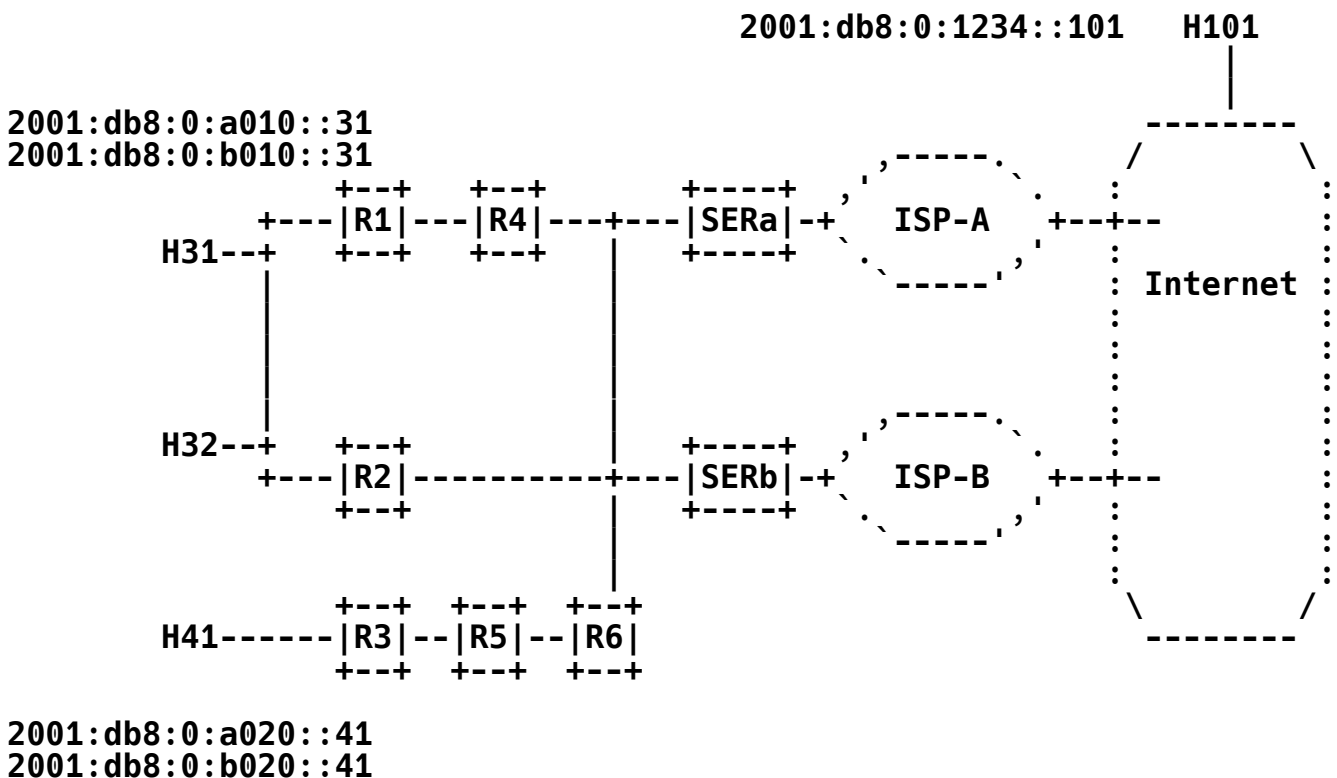 2001:db8:0:1234::101 H101
2001:db8:0:a010::31
2001:db8:0:b010::31
R1 R4 SERa ISP-A
H31
Internet
H32
R2 SERb ISP-B
H41 R3 R5 R6
2001:db8:0:a020::41
2001:db8:0:b020::41